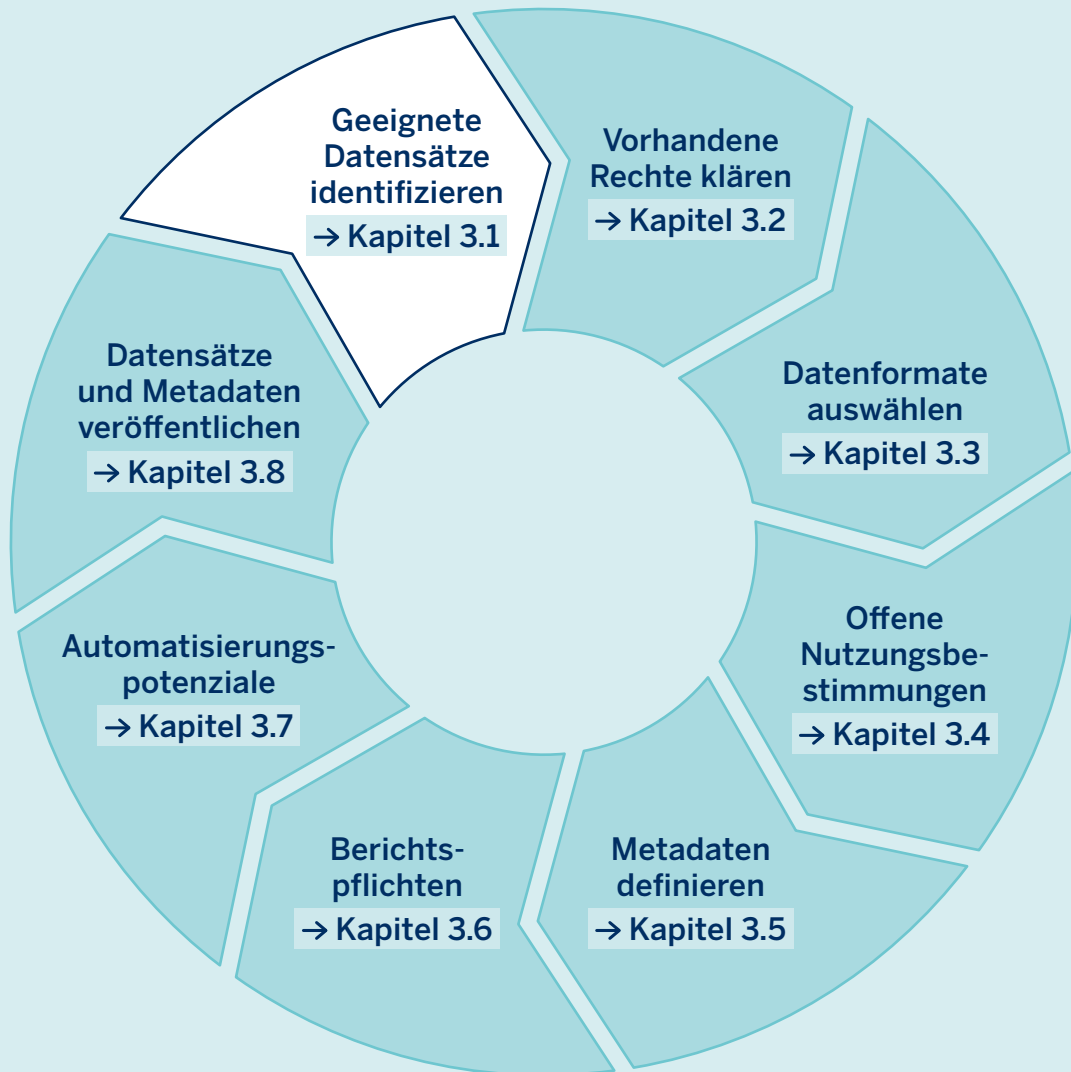 Geeignete
Datensätze
identifizieren
→ Kapitel 3.1
Vorhandene
Rechte klären
→ Kapitel 3.2
Datenformate
auswählen
→ Kapitel 3.3
Offene
Nutzungsbe-
stimmungen
→ Kapitel 3.4
Metadaten
definieren
→ Kapitel 3.5
Berichts-
pflichten
→ Kapitel 3.6
Automatisierungs-
potenziale
→ Kapitel 3.7
Datensätze
und Metadaten
veröffentlichen
→ Kapitel 3.8